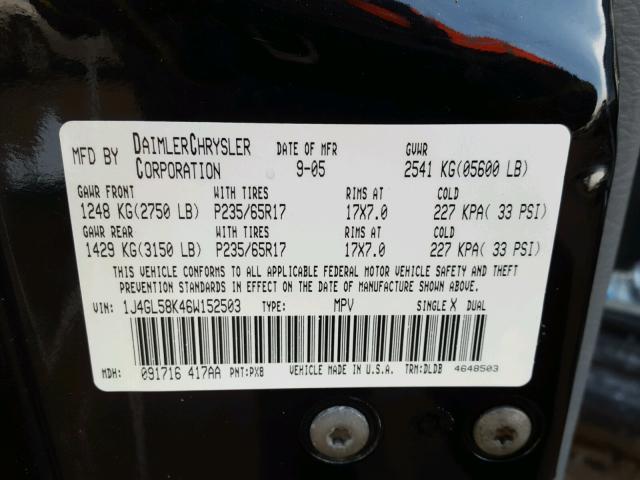 MFD BY DAIMLERCHRYSLER CORPORATION DATE OF MFR 9-05 GVWR 2541 KG(05600 LB)
GAWR FRONT WITH TIRES RIMS AT COLD
1248 KG(2750 LB) P235/65R17 17X7.0 227 KPA( 33 PSI)
GAWR REAR WITH TIRES RIMS AT COLD
1429 KG(3150 LB) P235/65R17 17X7.0 227 KPA( 33 PSI)
THIS VEHICLE CONFORMS TO ALL APPLICABLE FEDERAL MOTOR VEHICLE SAFETY AND THEFT
PREVENTION STANDARDS IN EFFECT ON THE DATE OF MANUFACTURE SHOWN ABOVE.
VIN: 1J4GL58K46W152503 TYPE: MPV SINGLE X DUAL
MDH: 091716 417AA PNT:PXB VEHICLE MADE IN U.S.A. TRM:DLDB 4648503